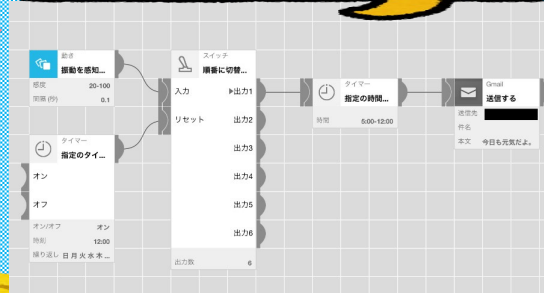 動き
振動を感知...
感度 20-100
間隔 (秒) 0.1
タイマー
指定のタイ...
オン
オフ
オン/オフ オン
時刻 12:00
繰り返し 日月火水木...
スイッチ
順番に切替...
入力 出力1
リセット 出力2
出力3
出力4
出力5
出力6
出力数 6
タイマー
指定の時間...
時間 5:00-12:00
Gmail
送信する
送信先
件名
本文 今日も元気だよ。